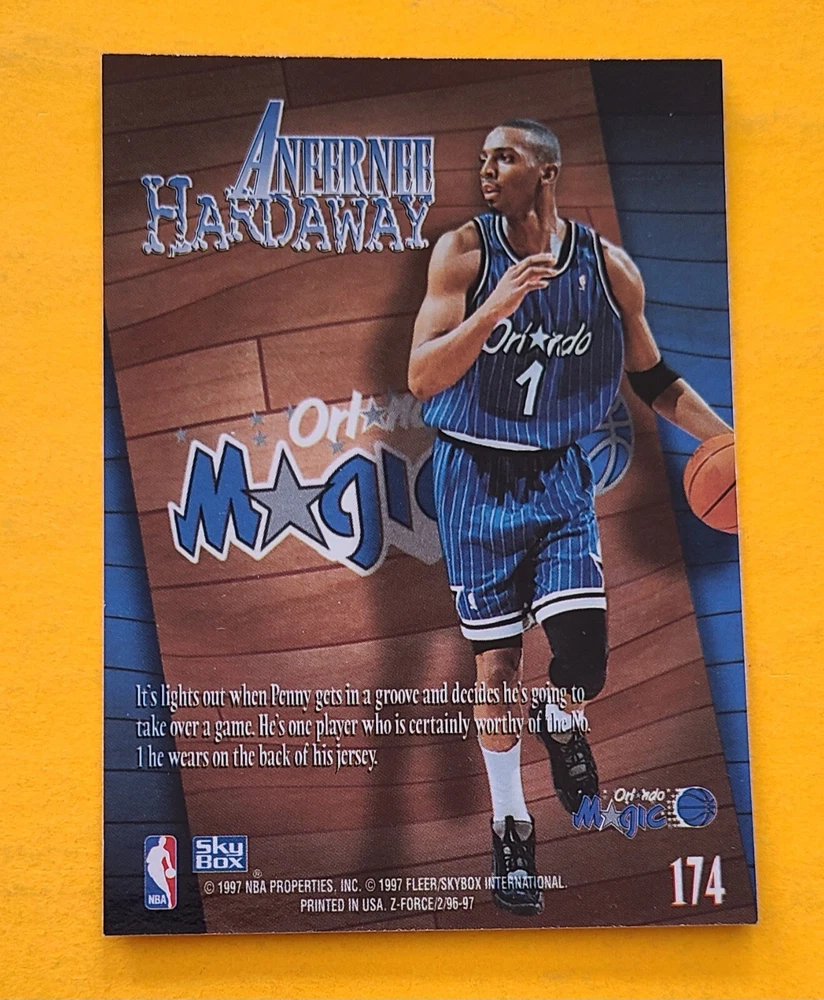 ANFERNEE
HARDAWAY
Orlando
1
Orl
Magic
It's lights out when Penny gets in a groove and decides he's going to
take over a game. He's one player who is certainly worthy of the No.
1 he wears on the back of his jersey.
Orlando
Magic
NBA
Sky
Box
®
© 1997 NBA PROPERTIES, INC. © 1997 FLEER/SKYBOX INTERNATIONAL.
PRINTED IN USA. Z-FORCE/2/96-97
174